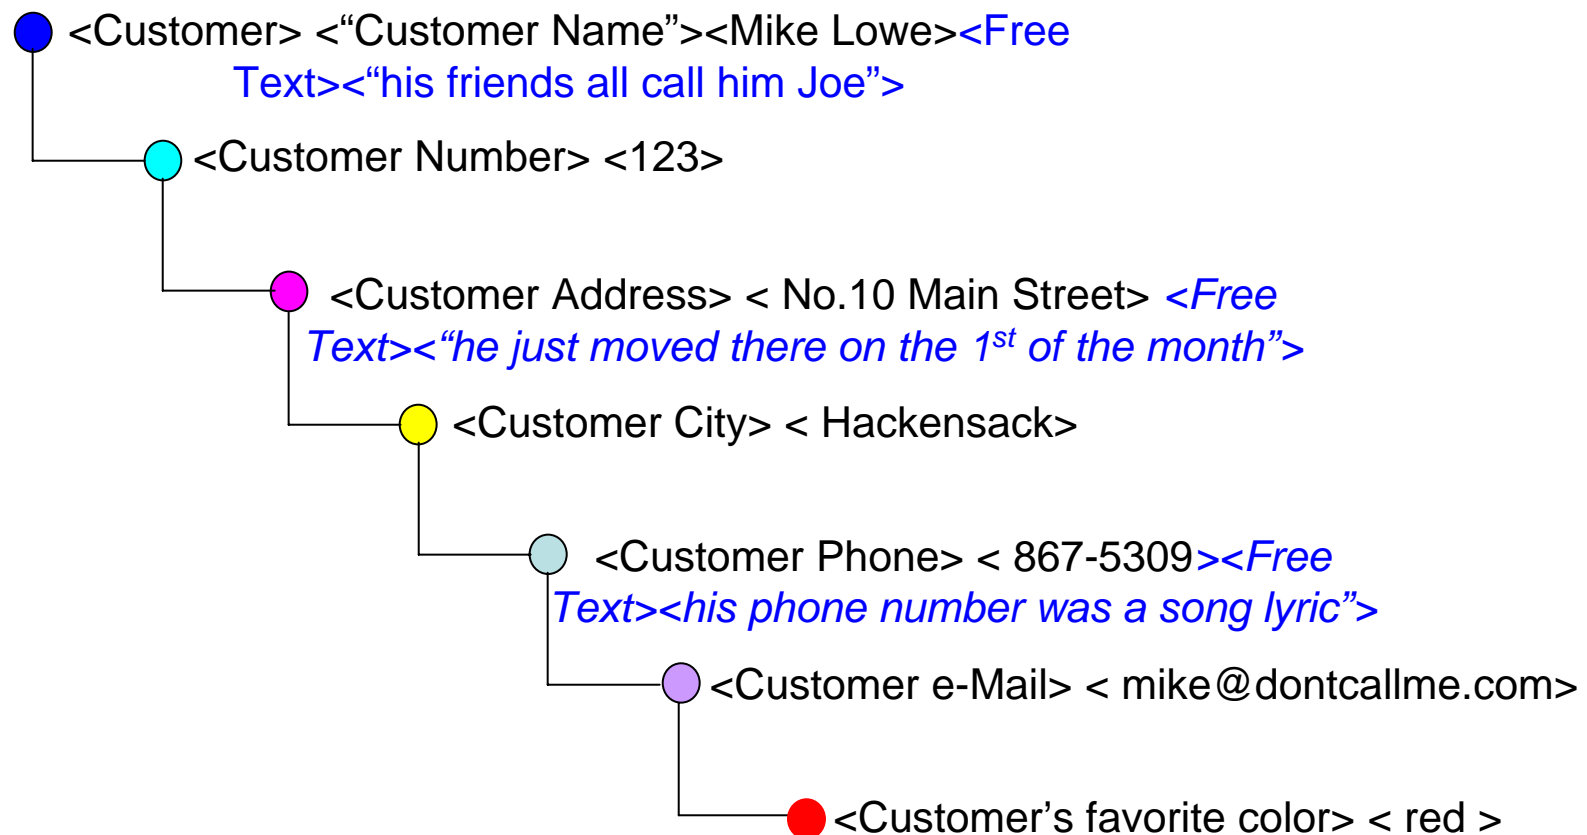 <Customer> <“Customer Name”><Mike Lowe><Free
Text><“his friends all call him Joe”>
<Customer Number> <123>
<Customer Address> < No.10 Main Street> <Free
Text><“he just moved there on the 1st of the month”>
<Customer City> < Hackensack>
<Customer Phone> < 867-5309><Free
Text><his phone number was a song lyric”>
<Customer e-Mail> < mike@dontcallme.com>
<Customer’s favorite color> < red >